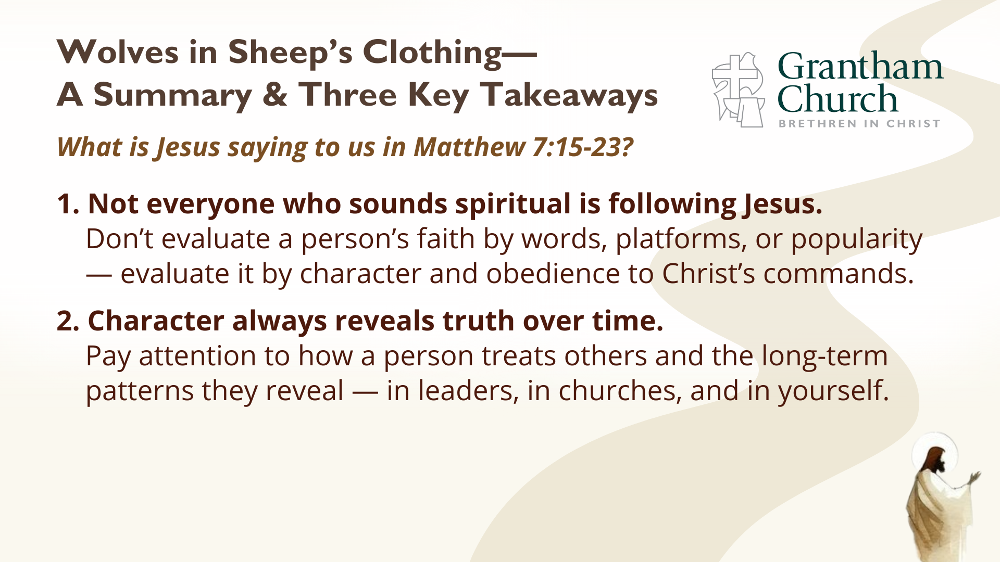 Wolves in Sheep’s Clothing—
A Summary & Three Key Takeaways
Grantham
Church
BRETHREN IN CHRIST
What is Jesus saying to us in Matthew 7:15-23?
1. Not everyone who sounds spiritual is following Jesus.
Don’t evaluate a person’s faith by words, platforms, or popularity
— evaluate it by character and obedience to Christ’s commands.
2. Character always reveals truth over time.
Pay attention to how a person treats others and the long-term
patterns they reveal — in leaders, in churches, and in yourself.